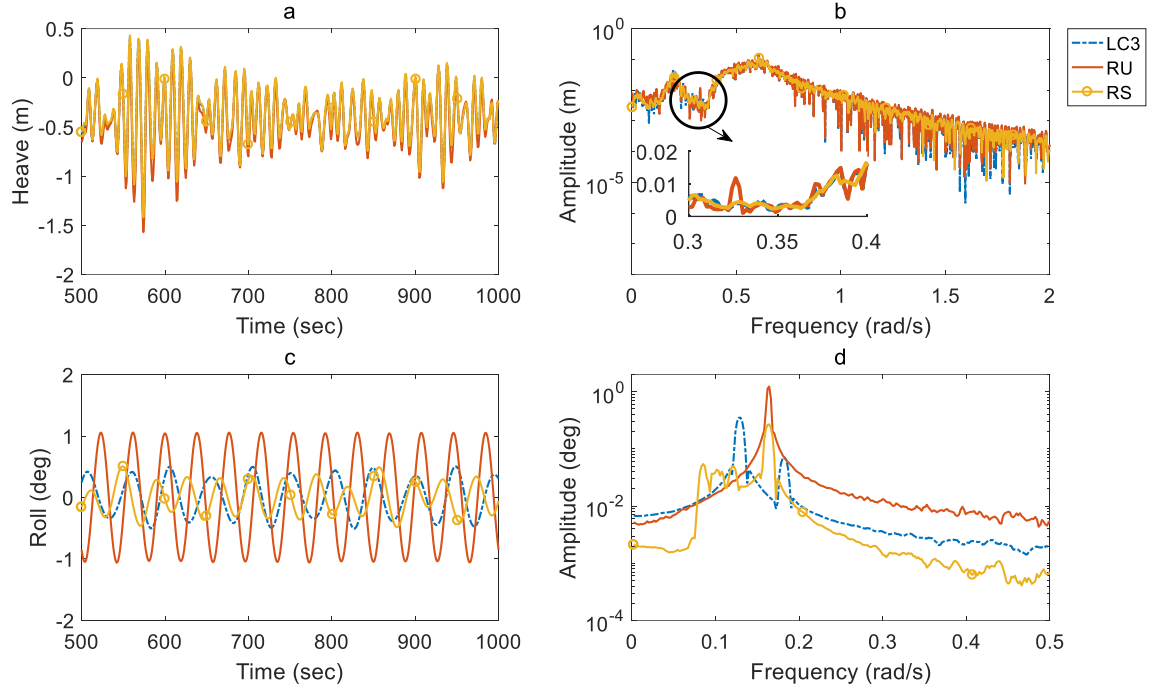 a
Heave (m)
0.5
0
-0.5
-1
-1.5
-2
500 600 700 800 900 1000
Time (sec)
b
Amplitude (m)
10^0
10^-5
0 0.5 1 1.5 2
Frequency (rad/s)
0.02
0.01
0
0.3 0.35 0.4
LC3
RU
RS
c
Roll (deg)
2
1
0
-1
-2
500 600 700 800 900 1000
Time (sec)
d
Amplitude (deg)
10^0
10^-2
10^-4
0 0.1 0.2 0.3 0.4 0.5
Frequency (rad/s)